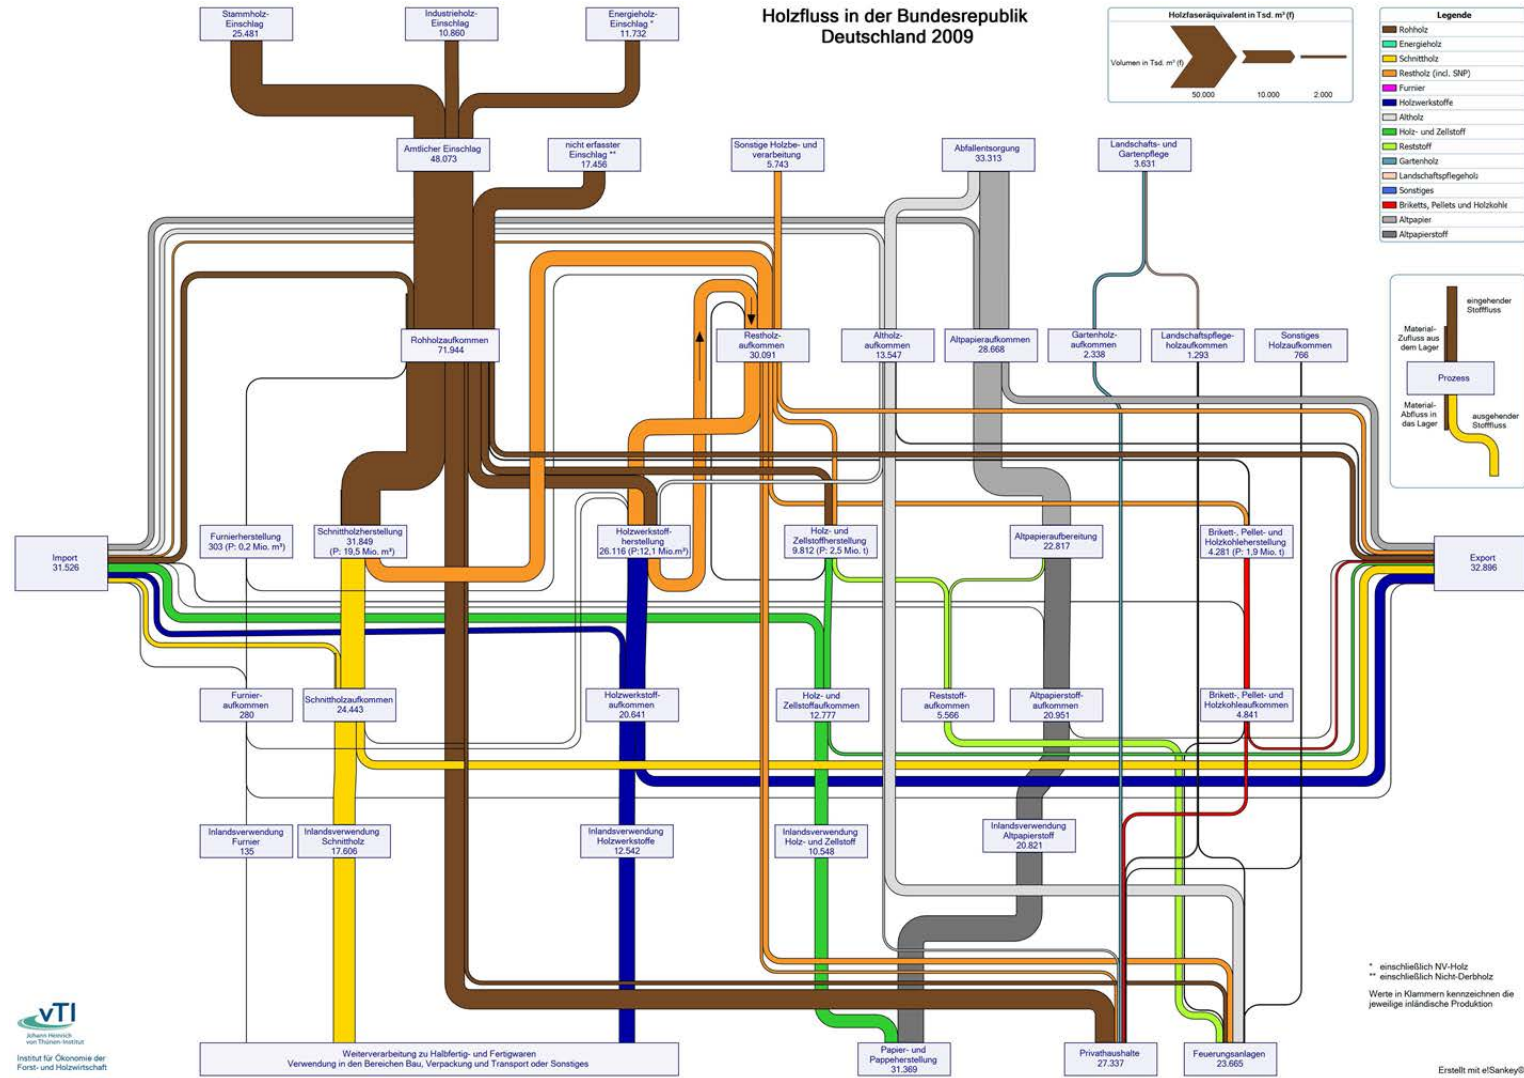 Holzfluss in der Bundesrepublik
Deutschland 2009
Stammholz-
Einschlag
25.481
Industrieholz-
Einschlag
10.860
Energieholz-
Einschlag *
11.732
Holzfaseräquivalent in Tsd. m³ (f)
Volumen in Tsd. m³ (f)
50.000
10.000
2.000
Legende
Rohholz
Energieholz
Schnittholz
Restholz (incl. SNP)
Furnier
Holzwerkstoffe
Altholz
Holz- und Zellstoff
Reststoff
Gartenholz
Landschaftspflegeholz
Sonstiges
Briketts, Pellets und Holzkohle
Altpapier
Altpapierstoff
Amtlicher Einschlag
48.073
nicht erfasster
Einschlag **
17.456
Sonstige Holzbe- und
verarbeitung
5.743
Abfallentsorgung
33.313
Landschafts- und
Gartenpflege
3.631
Rohholzaufkommen
71.944
Restholz-
aufkommen
30.091
Altholz-
aufkommen
13.547
Altpapieraufkommen
28.668
Gartenholz-
aufkommen
2.338
Landschaftspflege-
holzaufkommen
1.293
Sonstiges
Holzaufkommen
766
eingehender
Stofffluss
Material-
Zufluss aus
dem Lager
Prozess
Material-
Abfluss in
das Lager
ausgehender
Stofffluss
Import
31.526
Furnierherstellung
303 (P: 0,2 Mio. m³)
Schnittholzherstellung
31.849
(P: 19,5 Mio. m³)
Holzwerkstoff-
herstellung
26.116 (P:12,1 Mio.m³)
Holz- und
Zellstoffherstellung
9.812 (P: 2,5 Mio. t)
Altpapieraufbereitung
22.817
Brikett-, Pellet- und
Holzkohleherstellung
4.281 (P: 1,9 Mio. t)
Export
32.896
Furnier-
aufkommen
280
Schnittholzaufkommen
24.443
Holzwerkstoff-
aufkommen
20.641
Holz- und
Zellstoffaufkommen
12.777
Reststoff-
aufkommen
5.566
Altpapierstoff-
aufkommen
20.951
Brikett-, Pellet- und
Holzkohleaufkommen
4.841
Inlandsverwendung
Furnier
135
Inlandsverwendung
Schnittholz
17.606
Inlandsverwendung
Holzwerkstoffe
12.542
Inlandsverwendung
Holz- und Zellstoff
10.548
Inlandsverwendung
Altpapierstoff
20.821
* einschließlich NV-Holz
** einschließlich Nicht-Derbholz
Werte in Klammern kennzeichnen die
jeweilige inländische Produktion
vTI
Johann Heinrich
von Thünen-Institut
Institut für Ökonomie der
Forst- und Holzwirtschaft
Weiterverarbeitung zu Halbfertig- und Fertigwaren
Verwendung in den Bereichen Bau, Verpackung und Transport oder Sonstiges
Papier- und
Pappeherstellung
31.369
Privathaushalte
27.337
Feuerungsanlagen
23.665
Erstellt mit e!Sankey®